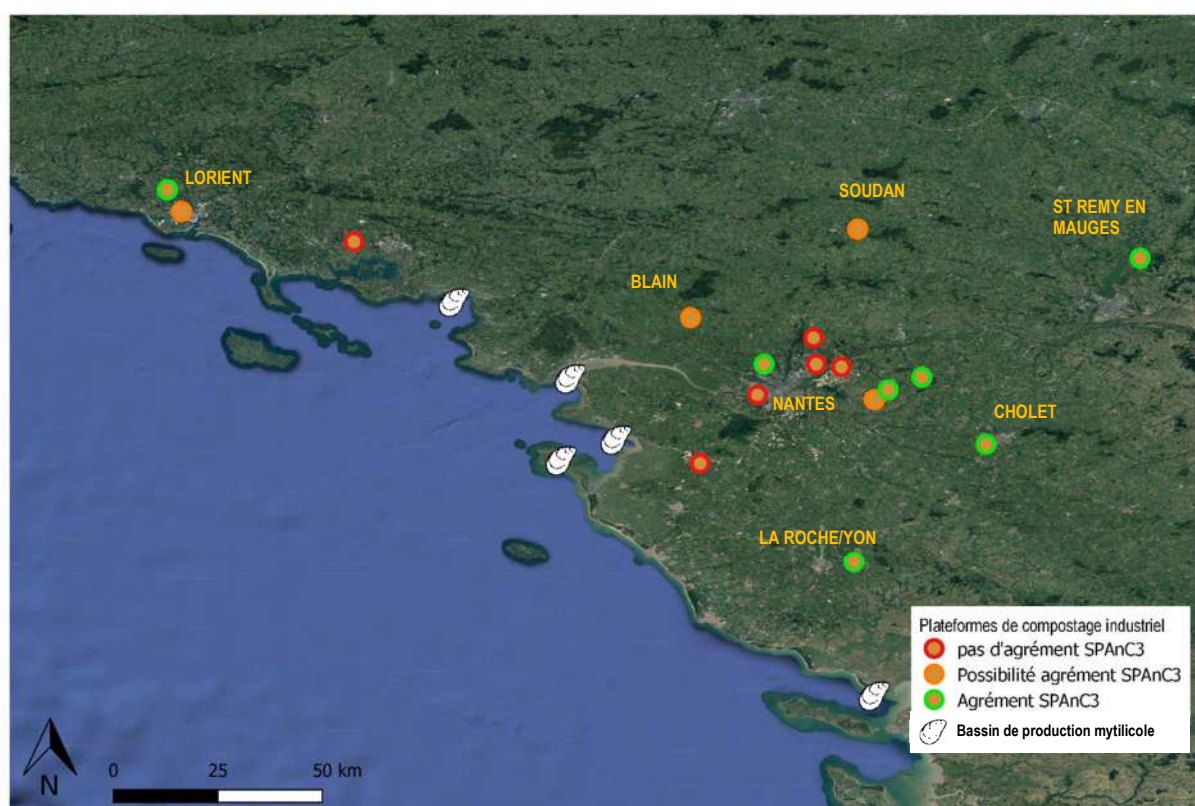 LORIENT
SOUDAN
ST REMY EN
MAUGES
BLAIN
NANTES
CHOLET
LA ROCHE/YON
Plateformes de compostage industriel
pas d'agrément SPAnC3
Possibilité agrément SPAnC3
Agrément SPAnC3
Bassin de production mytilicole
N
0 25 50 km